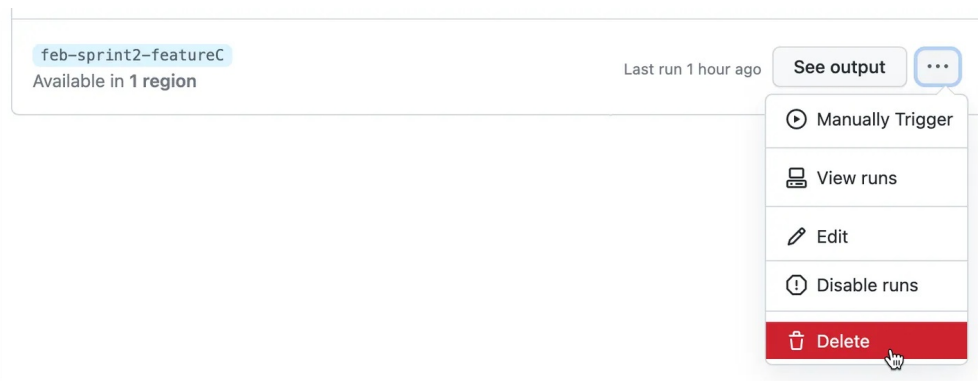 feb-sprint2-featureC
Available in 1 region
Last run 1 hour ago
See output
Manually Trigger
View runs
Edit
Disable runs
Delete